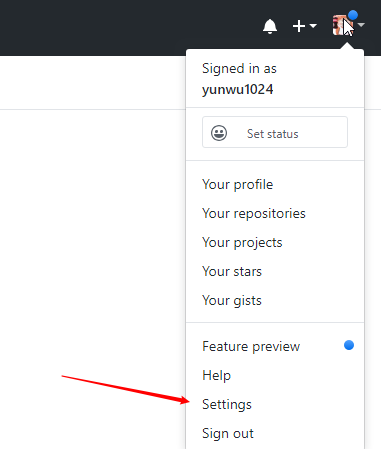 Signed in as
yunwu1024
Set status
Your profile
Your repositories
Your projects
Your stars
Your gists
Feature preview
Help
Settings
Sign out